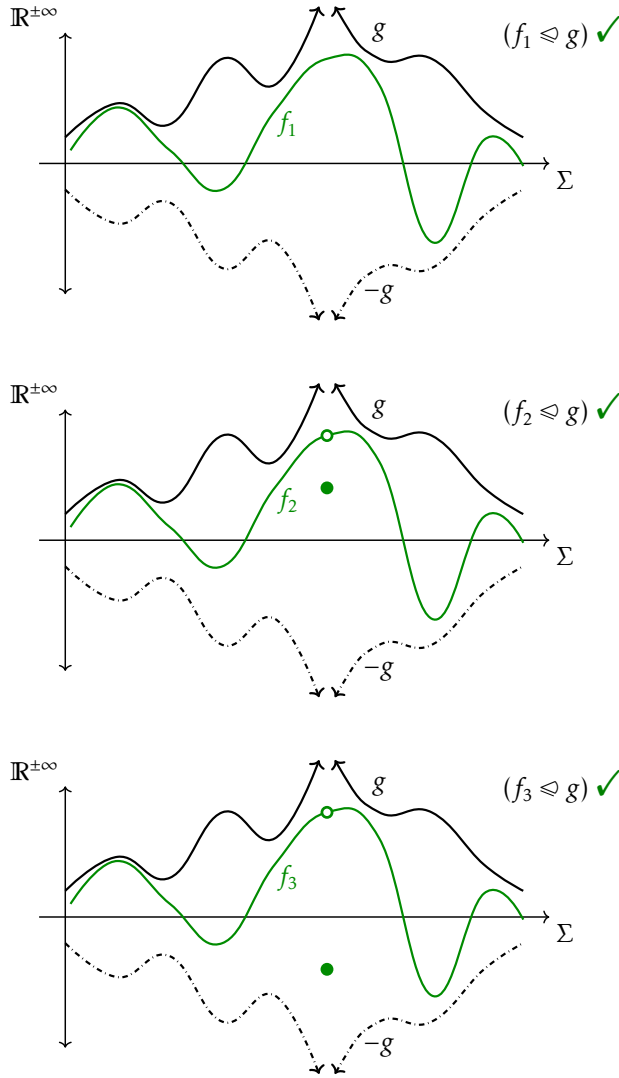 ℝ^{±∞}
g
(f₁ ⩹ g) ✓
f₁
Σ
−g
ℝ^{±∞}
g
(f₂ ⩹ g) ✓
f₂
Σ
−g
ℝ^{±∞}
g
(f₃ ⩹ g) ✓
f₃
Σ
−g